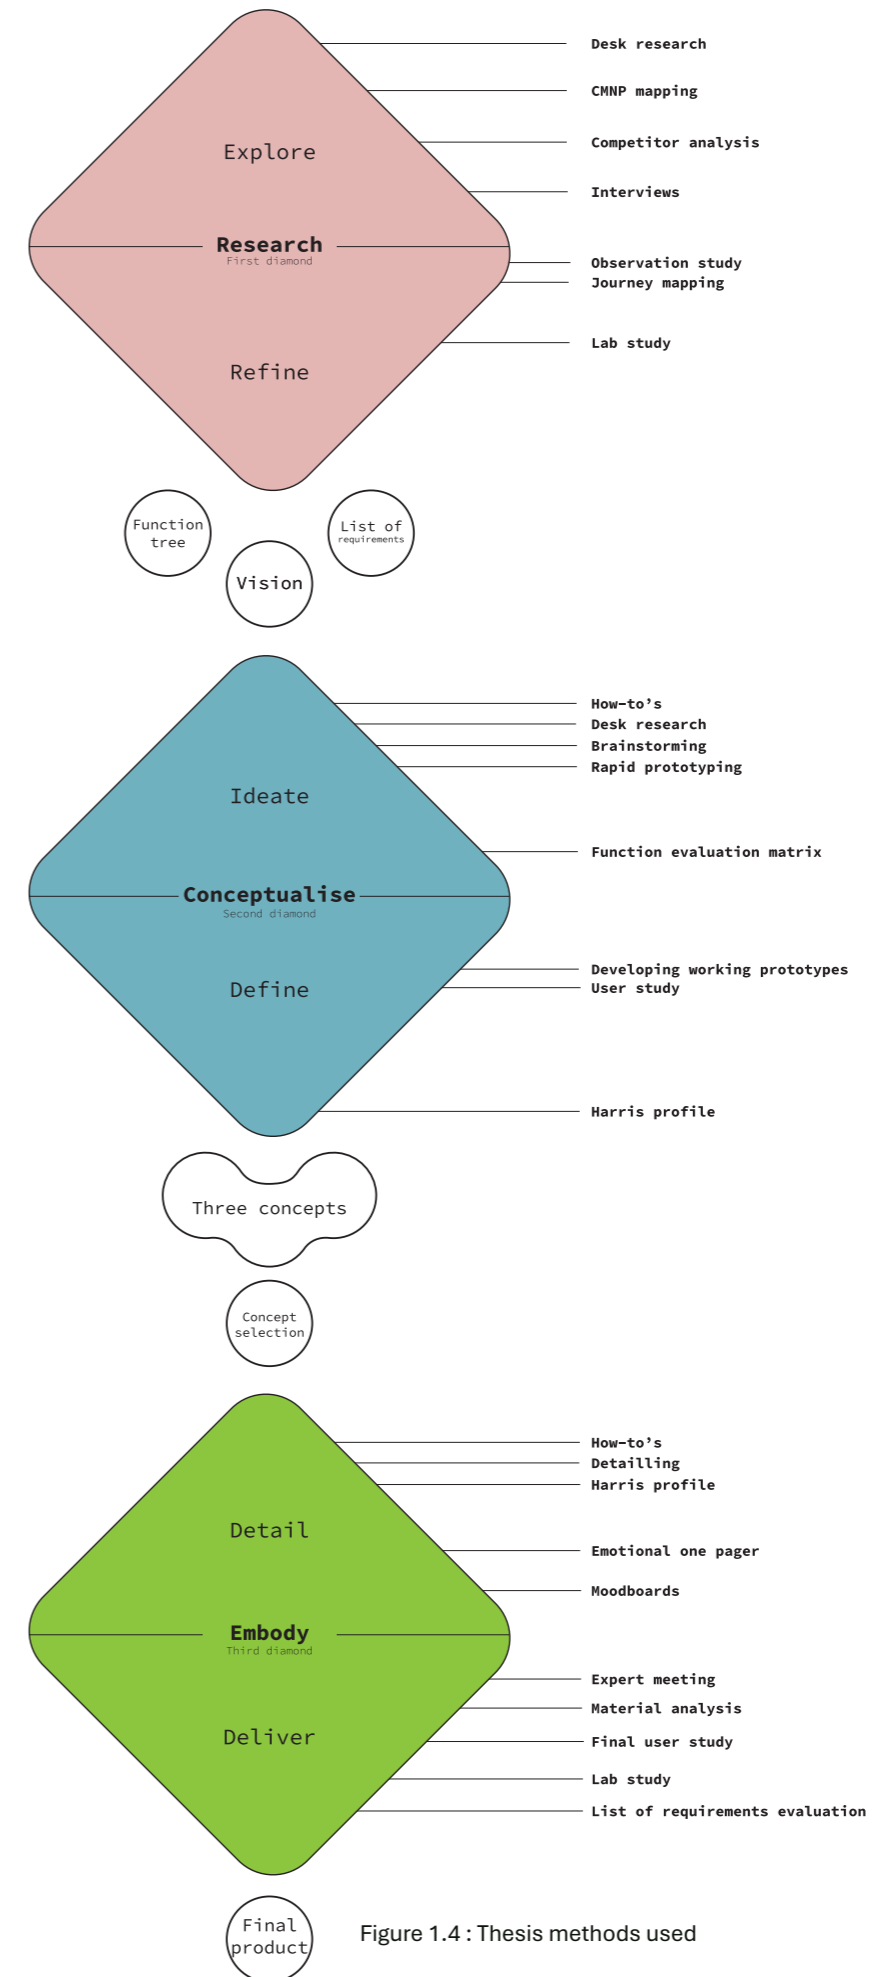 Desk research
CMNP mapping
Competitor analysis
Explore
Interviews
Research
First diamond
Observation study
Journey mapping
Lab study
Refine
Function
tree
List of
requirements
Vision
How-to’s
Desk research
Brainstorming
Rapid prototyping
Ideate
Function evaluation matrix
Conceptualise
Second diamond
Developing working prototypes
User study
Define
Harris profile
Three concepts
Concept
selection
How-to’s
Detailling
Harris profile
Detail
Emotional one pager
Moodboards
Embody
Third diamond
Expert meeting
Material analysis
Deliver
Final user study
Lab study
List of requirements evaluation
Final
product
Figure 1.4 : Thesis methods used